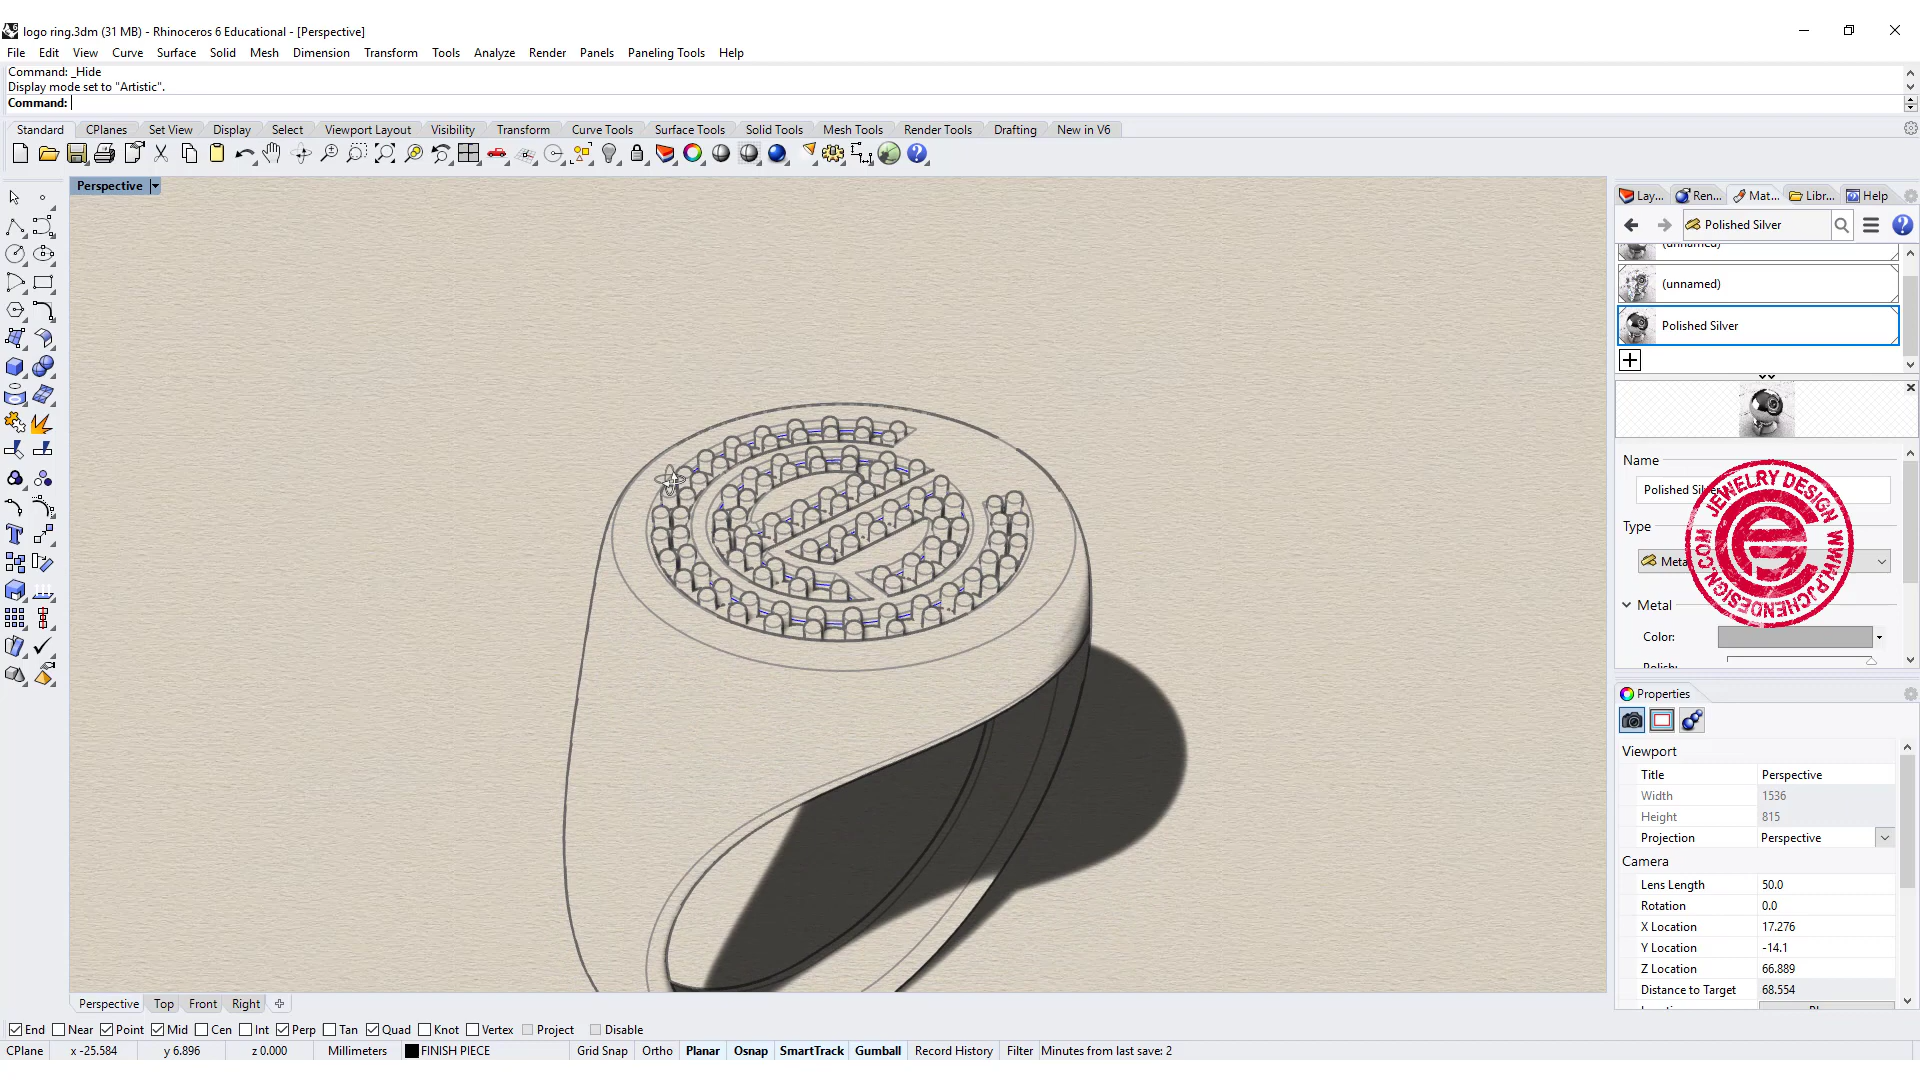 logo ring.3dm (31 MB) - Rhinoceros 6 Educational - [Perspective]
File Edit View Curve Surface Solid Mesh Dimension Transform Tools Analyze Render Panels Paneling Tools Help
Command: _Hide
Display mode set to "Artistic".
Command:
Standard CPlanes Set View Display Select Viewport Layout Visibility Transform Curve Tools Surface Tools Solid Tools Mesh Tools Render Tools Drafting New in V6
Perspective
Lay... Ren... Mat... Libr... Help
Polished Silver
(unnamed)
(unnamed)
Polished Silver
Name
Polished Sil
Type
Meta
Metal
Color:
Polish:
JEWELRY DESIGN
WWW.PJCHENDESIGN.COM
Properties
Viewport
Title Perspective
Width 1536
Height 815
Projection Perspective
Camera
Lens Length 50.0
Rotation 0.0
X Location 17.276
Y Location -14.1
Z Location 66.889
Distance to Target 68.554
Perspective Top Front Right
End Near Point Mid Cen Int Perp Tan Quad Knot Vertex Project Disable
CPlane x -25.584 y 6.896 z 0.000 Millimeters FINISH PIECE Grid Snap Ortho Planar Osnap SmartTrack Gumball Record History Filter Minutes from last save: 2